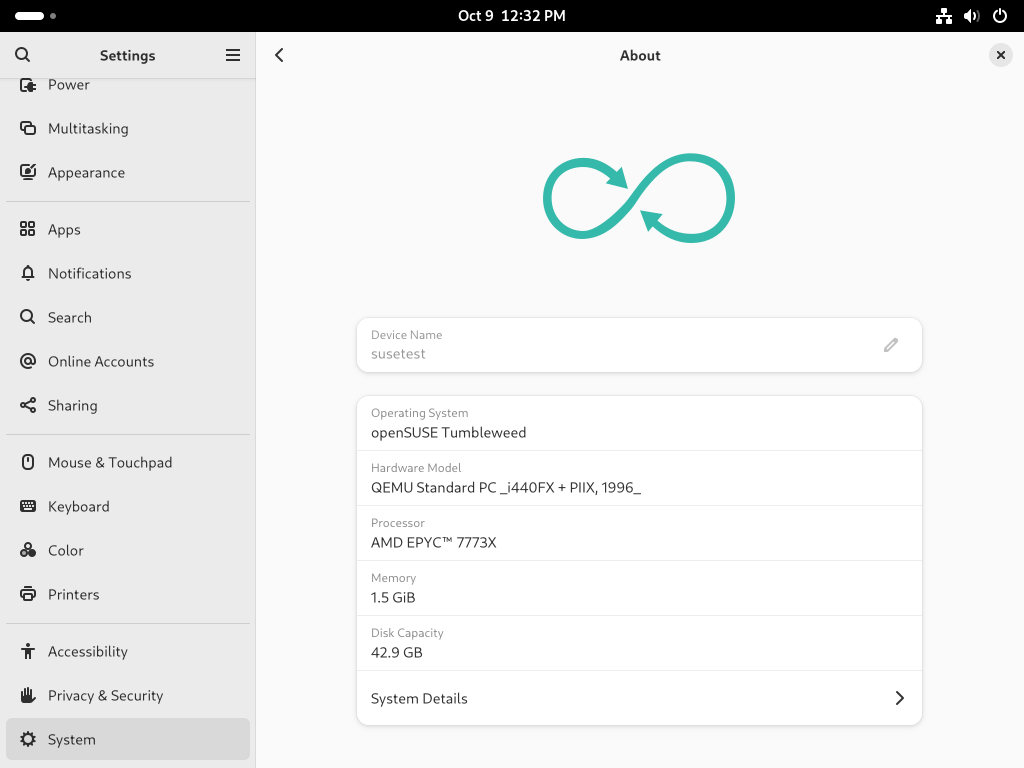 Oct 9 12:32 PM
Settings
Power
Multitasking
Appearance
Apps
Notifications
Search
Online Accounts
Sharing
Mouse & Touchpad
Keyboard
Color
Printers
Accessibility
Privacy & Security
System
About
Device Name
susetest
Operating System
openSUSE Tumbleweed
Hardware Model
QEMU Standard PC _i440FX + PIIX, 1996_
Processor
AMD EPYC™ 7773X
Memory
1.5 GiB
Disk Capacity
42.9 GB
System Details